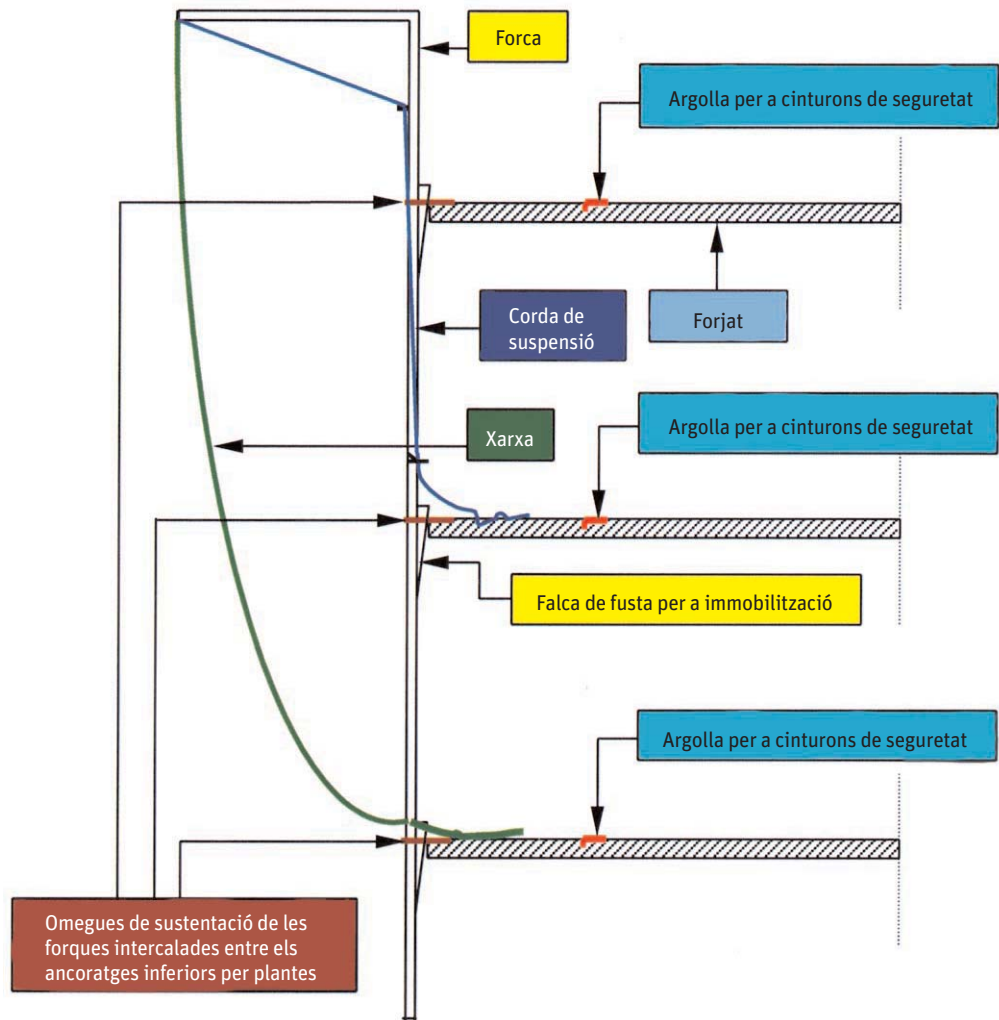 Forca
Argolla per a cinturons de seguretat
Corda de
suspensió
Forjat
Xarxa
Argolla per a cinturons de seguretat
Falca de fusta per a immobilització
Argolla per a cinturons de seguretat
Omegues de sustentació de les
forques intercalades entre els
ancoratges inferiors per plantes